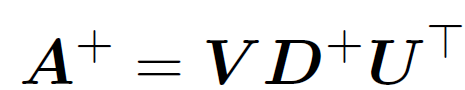 A⁺ = VD⁺U^⊤